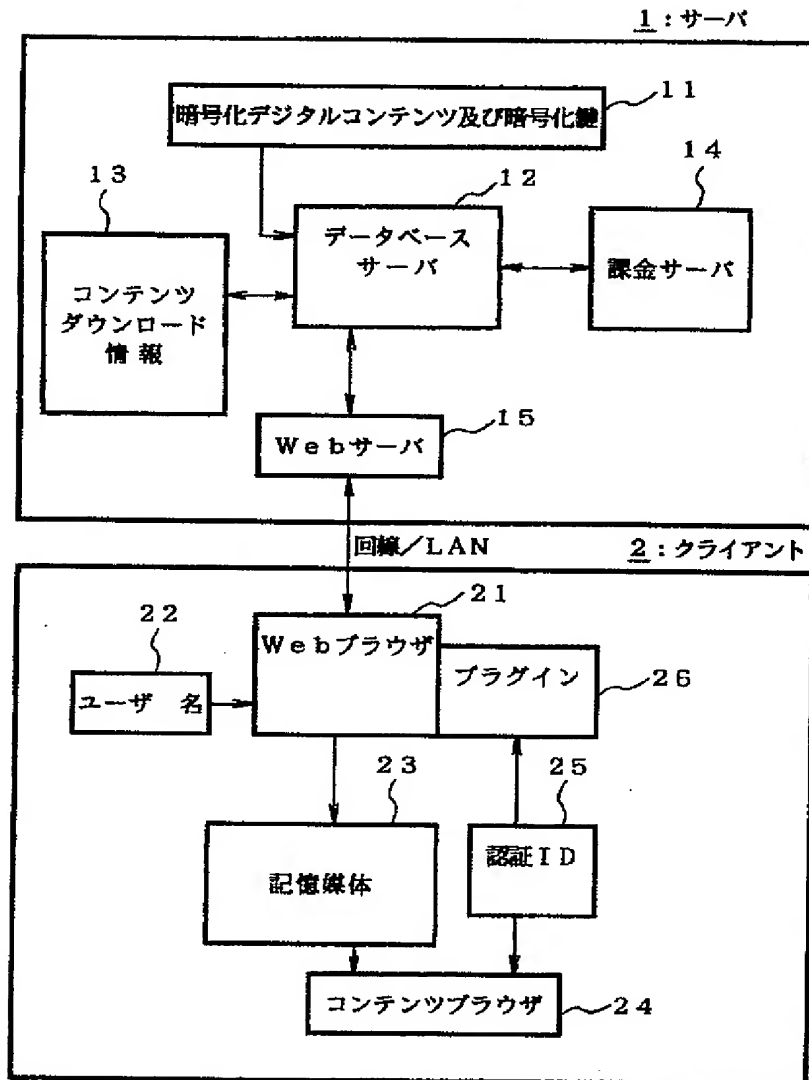 1：サーバ
11
暗号化デジタルコンテンツ及び暗号化鍵
13
12
14
データベース
サーバ
課金サーバ
コンテンツ
ダウンロード
情 報
15
Webサーバ
回線／LAN
2：クライアント
21
22
Webブラウザ
プラグイン
26
ユーザ 名
23
25
認証ID
記憶媒体
コンテンツブラウザ
24